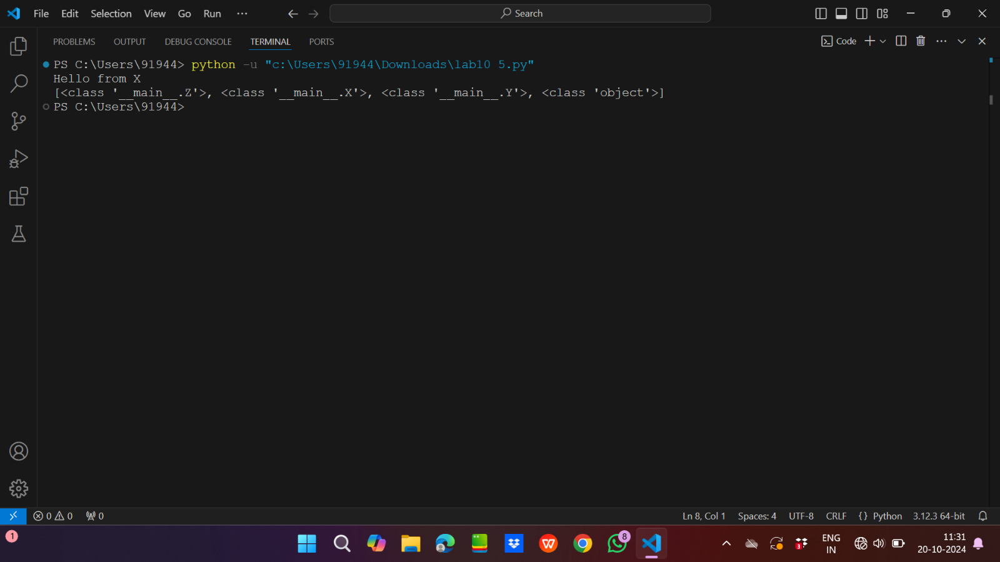 File Edit Selection View Go Run ···
Search
PROBLEMS OUTPUT DEBUG CONSOLE TERMINAL PORTS
Code
PS C:\Users\91944> python -u "c:\Users\91944\Downloads\lab10 5.py"
Hello from X
[<class '__main__.Z'>, <class '__main__.X'>, <class '__main__.Y'>, <class 'object'>]
PS C:\Users\91944>
0 0 0
Ln 8, Col 1 Spaces: 4 UTF-8 CRLF {} Python 3.12.3 64-bit
1
8
3
ENG
IN
11:31
20-10-2024